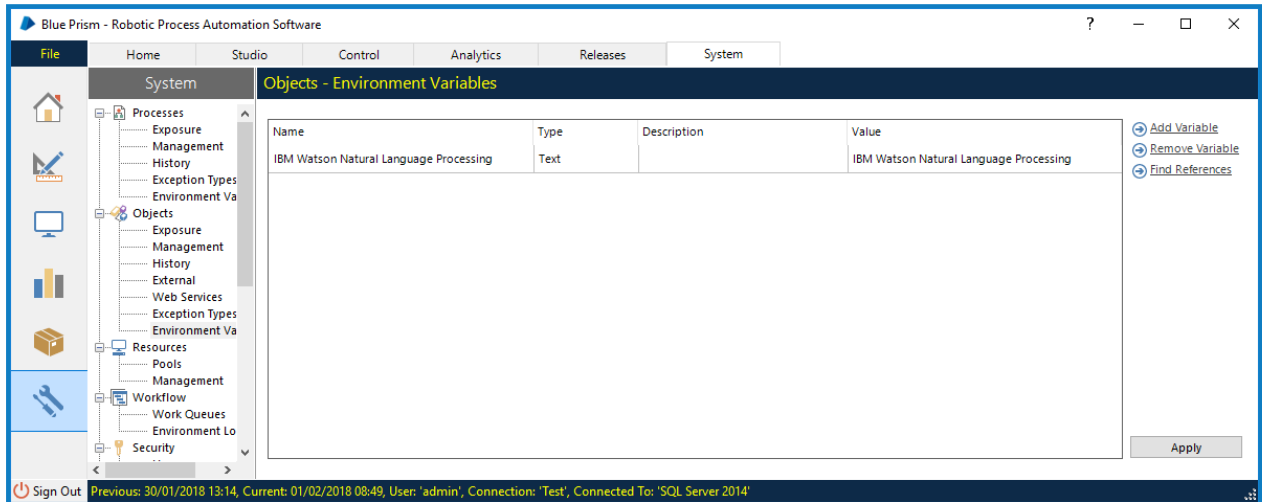 Blue Prism - Robotic Process Automation Software
?
File Home Studio Control Analytics Releases System
System
Objects - Environment Variables
Processes
Exposure
Management
History
Exception Types
Environment Va
Objects
Exposure
Management
History
External
Web Services
Exception Types
Environment Va
Resources
Pools
Management
Workflow
Work Queues
Environment Lo
Security
Name Type Description Value
IBM Watson Natural Language Processing Text IBM Watson Natural Language Processing
Add Variable
Remove Variable
Find References
Apply
Sign Out Previous: 30/01/2018 13:14, Current: 01/02/2018 08:49, User: 'admin', Connection: 'Test', Connected To: 'SQL Server 2014'